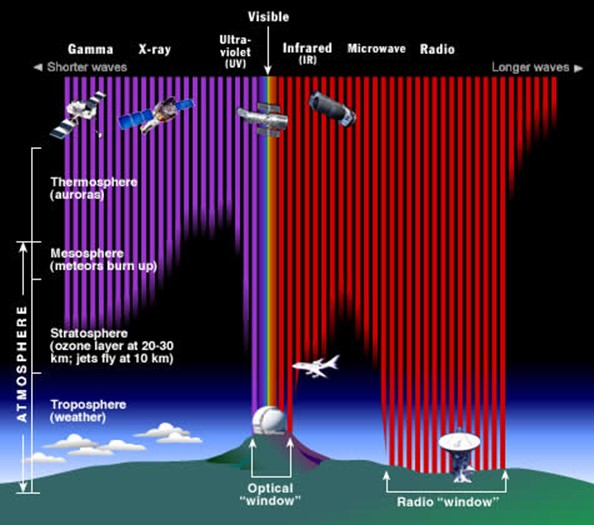 Visible
Gamma
X-ray
Ultra-
violet
(UV)
Infrared
(IR)
Microwave
Radio
◄ Shorter waves
Longer waves ►
Thermosphere
(auroras)
Mesosphere
(meteors burn up)
Stratosphere
(ozone layer at 20-30
km; jets fly at 10 km)
Troposphere
(weather)
ATMOSPHERE
Optical
"window"
Radio "window"